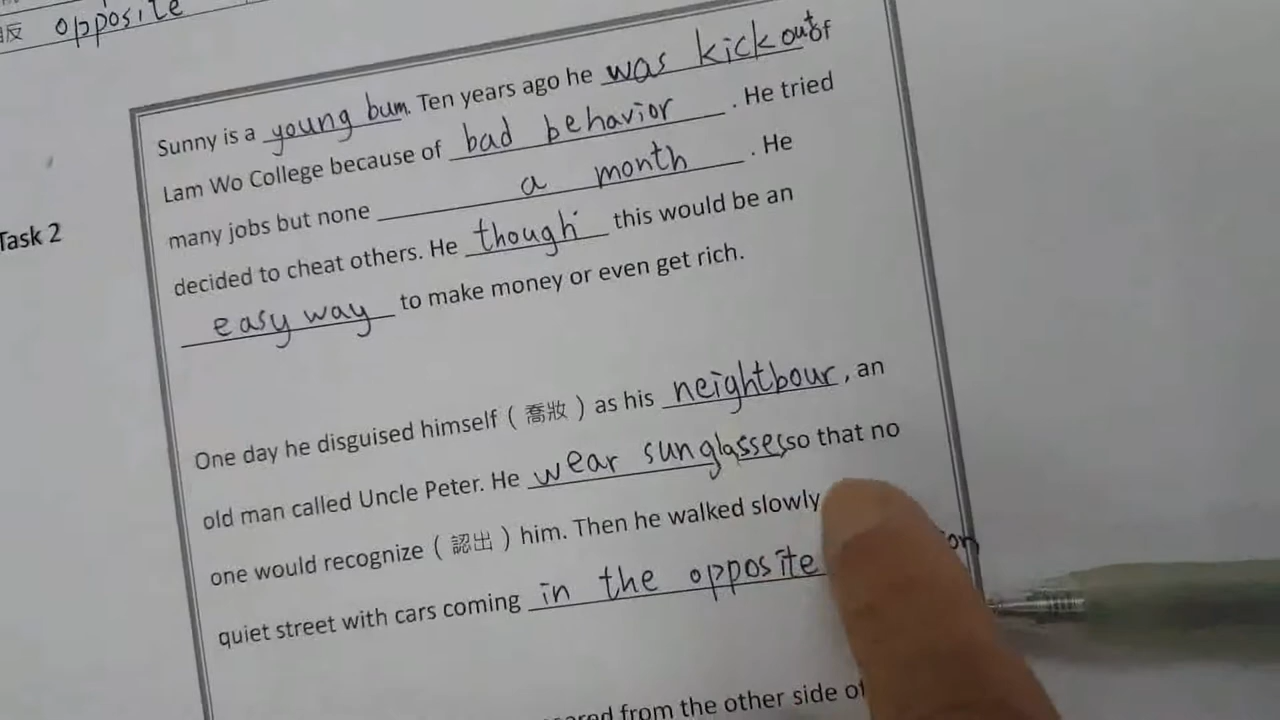 相反 opposite
Sunny is a young bum. Ten years ago he was kick out of
Lam Wo College because of bad behavior . He tried
many jobs but none a month . He
Task 2
decided to cheat others. He though this would be an
easy way to make money or even get rich.
One day he disguised himself ( 喬妝 ) as his neightbour , an
old man called Uncle Peter. He wear sunglasses so that no
one would recognize ( 認出 ) him. Then he walked slowly
quiet street with cars coming in the opposite
from the other side of